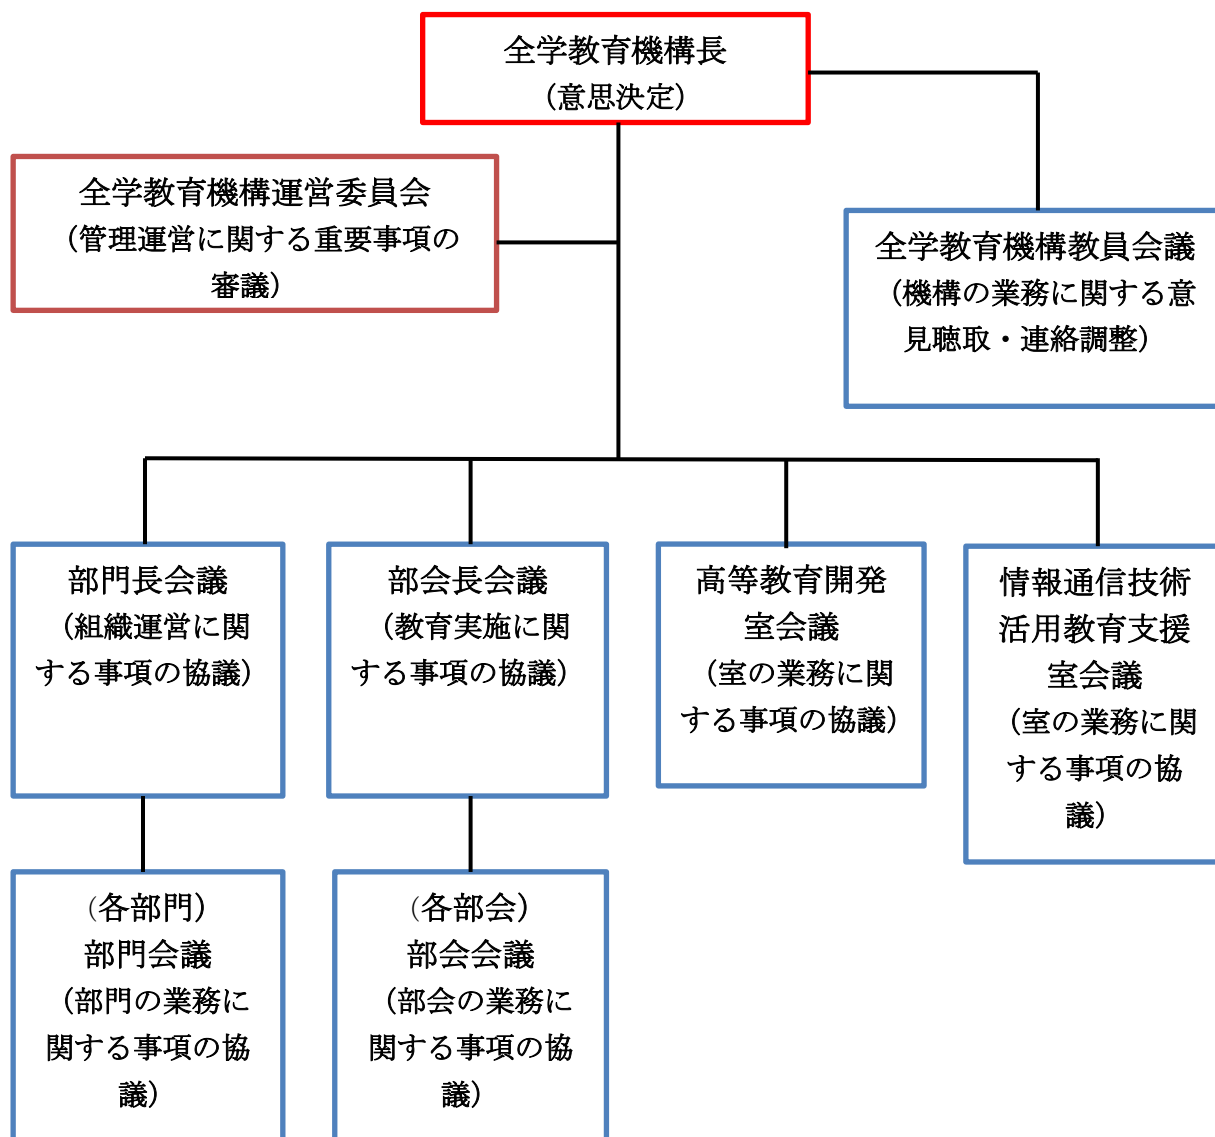 全学教育機構長
（意思決定）
全学教育機構運営委員会
（管理運営に関する重要事項の
審議）
全学教育機構教員会議
（機構の業務に関する意
見聴取・連絡調整）
部門長会議
（組織運営に関
する事項の協議）
部会長会議
（教育実施に関
する事項の協議）
高等教育開発
室会議
（室の業務に関
する事項の協議）
情報通信技術
活用教育支援
室会議
（室の業務に関
する事項の協
議）
（各部門）
部門会議
（部門の業務に
関する事項の協
議）
（各部会）
部会会議
（部会の業務に
関する事項の協
議）